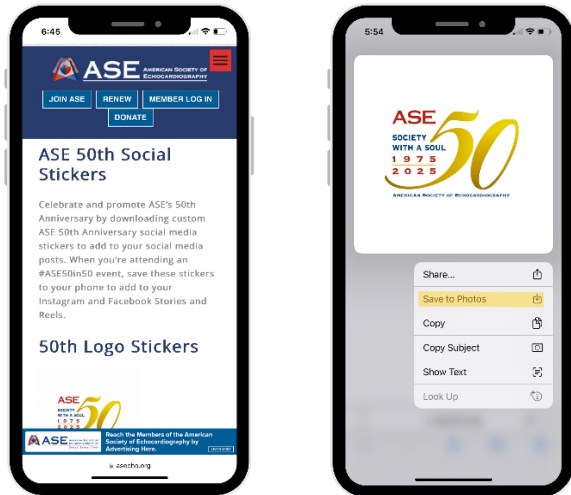 6:45
ASE AMERICAN SOCIETY OF
ECHOCARDIOGRAPHY
JOIN ASE RENEW MEMBER LOG IN
DONATE
ASE 50th Social
Stickers
Celebrate and promote ASE's 50th
Anniversary by downloading custom
ASE 50th Anniversary social media
stickers to add to your social media
posts. When you're attending an
#ASE50in50 event, save these stickers
to your phone to add to your
Instagram and Facebook Stories and
Reels.
50th Logo Stickers
ASE 50
SOCIETY
WITH A SOUL
1975
ASE
Reach the Members of the American
Society of Echocardiography by
Advertising Here.
asecho.org
5:54
ASE 50
SOCIETY
WITH A SOUL
1975
2025
AMERICAN SOCIETY OF ECHOCARDIOGRAPHY
Share...
Save to Photos
Copy
Copy Subject
Show Text
Look Up